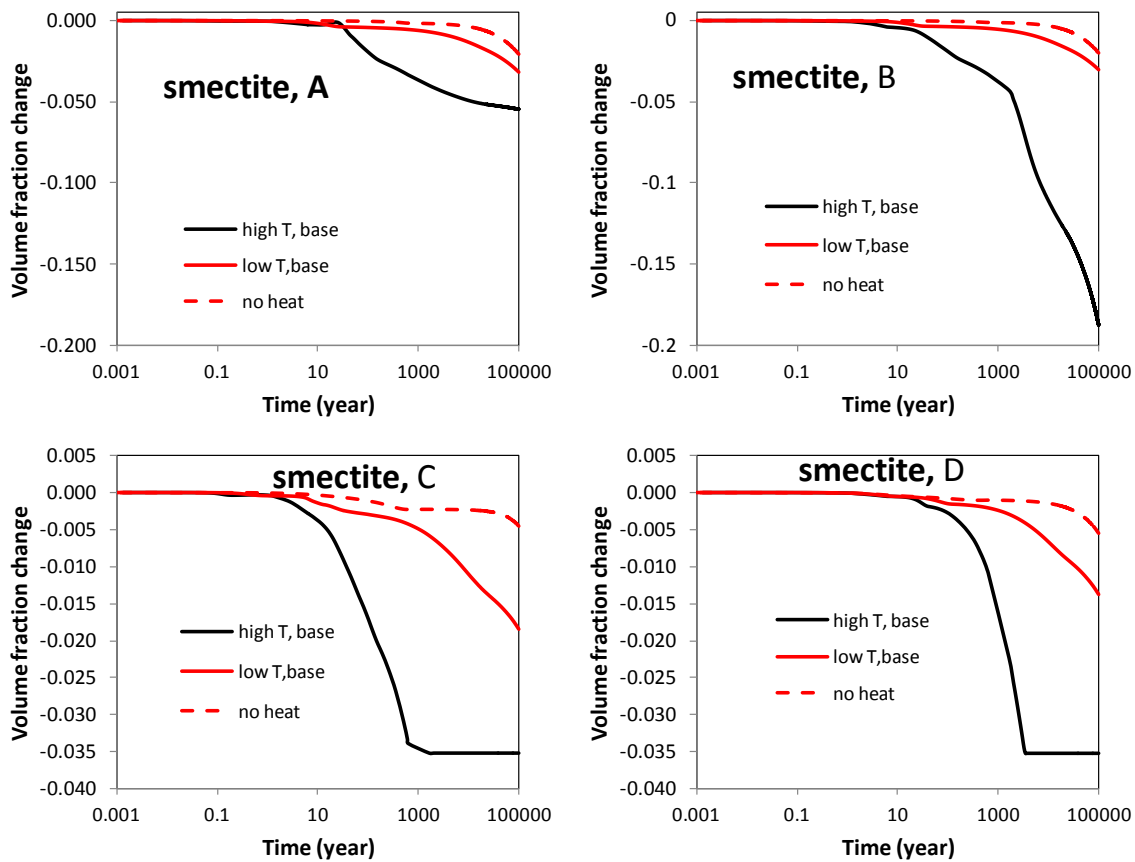 smectite, A
Volume fraction change
0.000
-0.050
-0.100
-0.150
-0.200
high T, base
low T,base
no heat
0.001
0.1
10
1000
100000
Time (year)
smectite, B
Volume fraction change
0
-0.05
-0.1
-0.15
-0.2
high T, base
low T,base
no heat
0.001
0.1
10
1000
100000
Time (year)
smectite, C
Volume fraction change
0.005
0.000
-0.005
-0.010
-0.015
-0.020
-0.025
-0.030
-0.035
-0.040
high T, base
low T,base
no heat
0.001
0.1
10
1000
100000
Time (year)
smectite, D
Volume fraction change
0.005
0.000
-0.005
-0.010
-0.015
-0.020
-0.025
-0.030
-0.035
-0.040
high T, base
low T,base
no heat
0.001
0.1
10
1000
100000
Time (year)